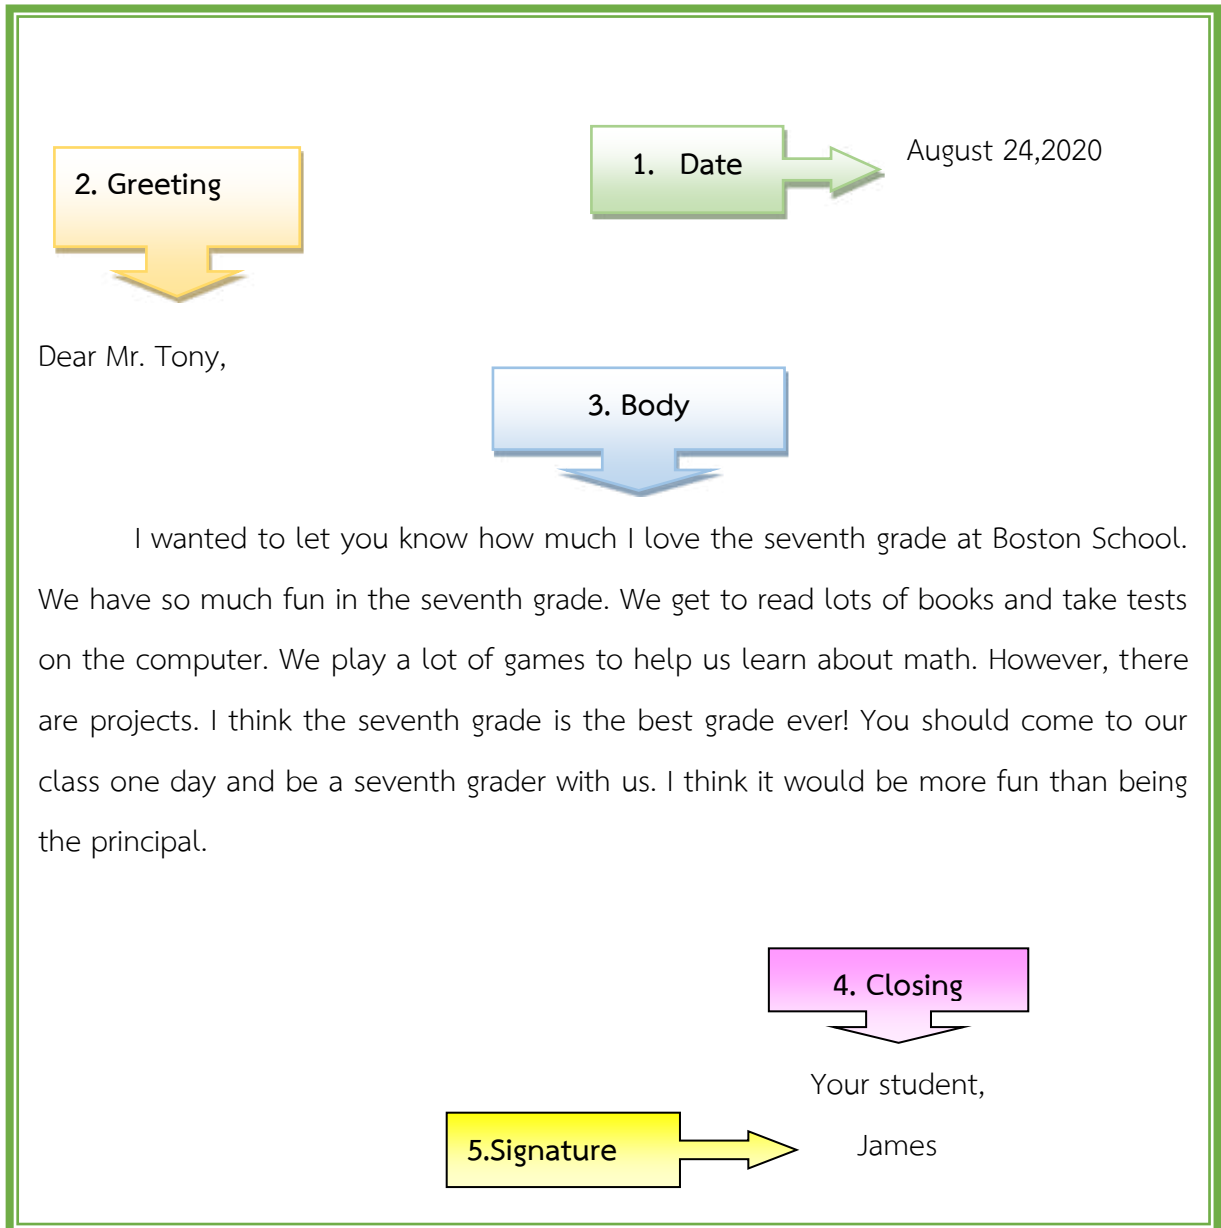 1. Date
August 24,2020
2. Greeting
Dear Mr. Tony,
3. Body
I wanted to let you know how much I love the seventh grade at Boston School.
We have so much fun in the seventh grade. We get to read lots of books and take tests
on the computer. We play a lot of games to help us learn about math. However, there
are projects. I think the seventh grade is the best grade ever! You should come to our
class one day and be a seventh grader with us. I think it would be more fun than being
the principal.
4. Closing
Your student,
5.Signature
James